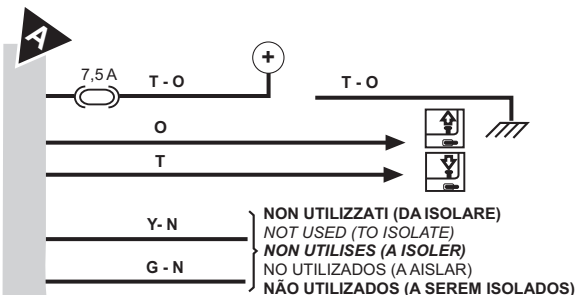 A
7,5 A
T - O
+
T - O
O
T
Y- N
G - N
NON UTILIZZATI (DA ISOLARE)
NOT USED (TO ISOLATE)
NON UTILISES (A ISOLER)
NO UTILIZADOS (A AISLAR)
NÃO UTILIZADOS (A SEREM ISOLADOS)